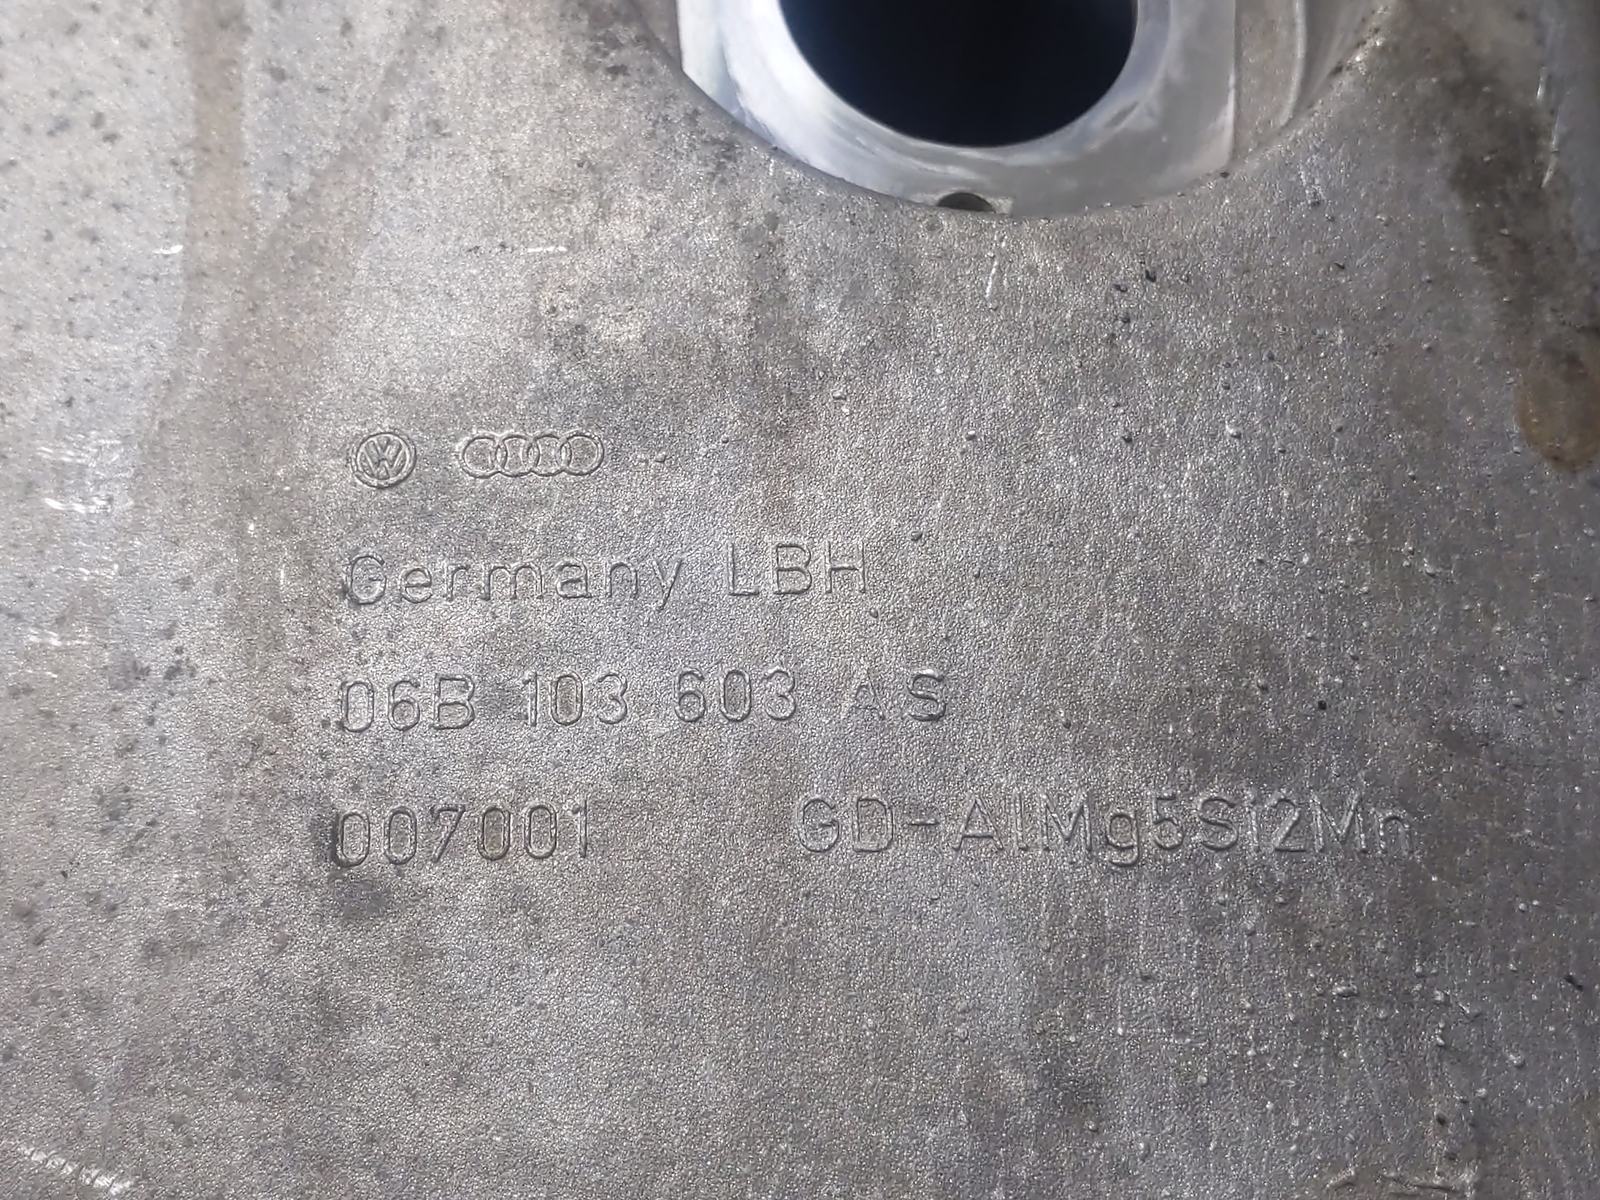 Germany LBH
06B 103 603 AS
007001 GD-AlMg5Si2Mn